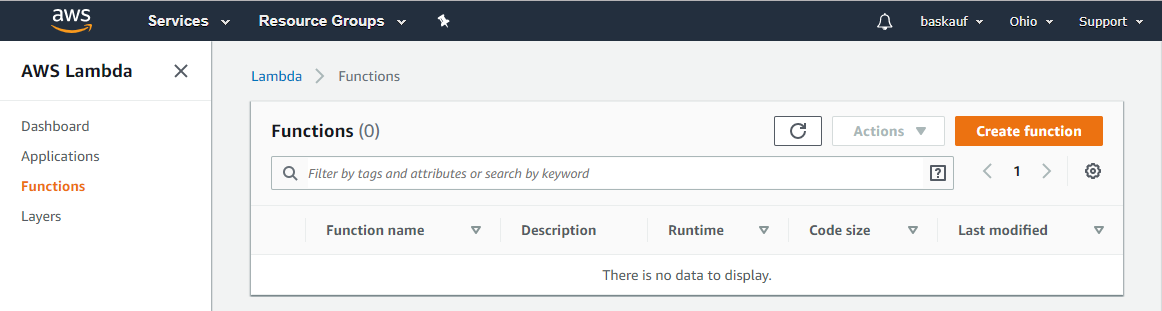 aws Services Resource Groups baskauf Ohio Support
AWS Lambda
Lambda Functions
Dashboard
Applications
Functions
Layers
Functions (0) Actions Create function
Filter by tags and attributes or search by keyword ? 1
Function name Description Runtime Code size Last modified
There is no data to display.